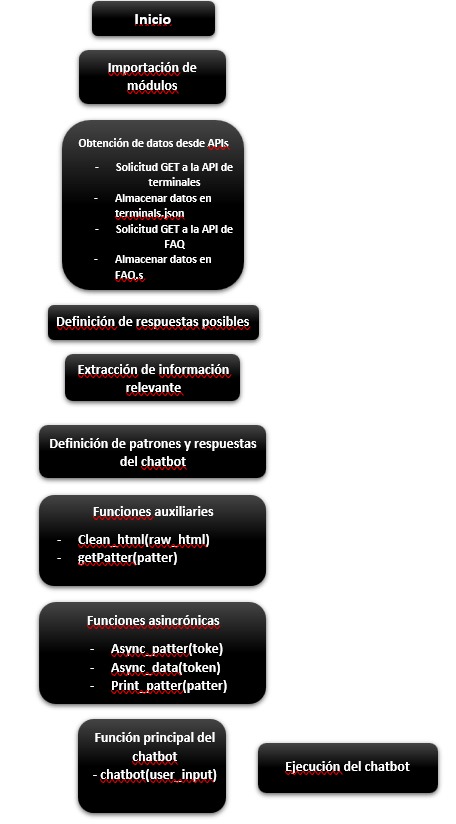 Inicio
Importación de
módulos
Obtención de datos desde APIs
- Solicitud GET a la API de
terminales
- Almacenar datos en
terminals.json
- Solicitud GET a la API de
FAQ
- Almacenar datos en
FAQ.s
Definición de respuestas posibles
Extracción de información
relevante
Definición de patrones y respuestas
del chatbot
Funciones auxiliaries
- Clean_html(raw_html)
- getPatter(patter)
Funciones asincrónicas
- Async_patter(toke)
- Async_data(token)
- Print_patter(patter)
Función principal del
chatbot
- chatbot(user_input)
Ejecución del chatbot